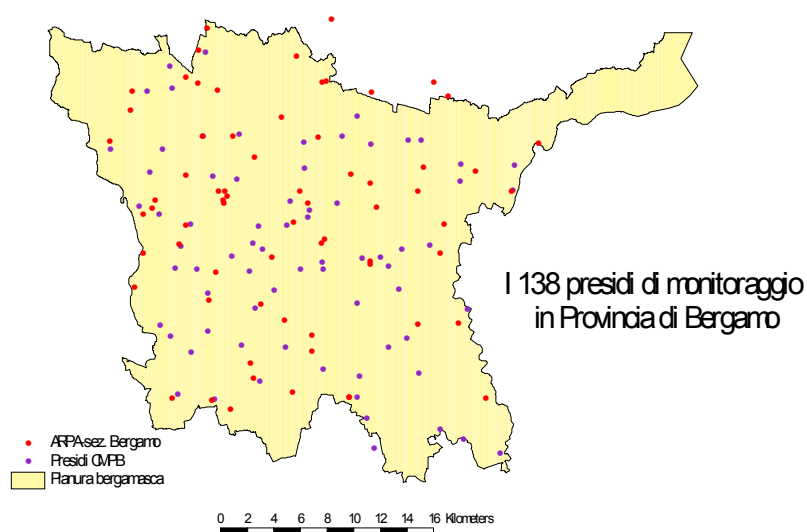 I 138 presidi di monitoraggio
in Provincia di Bergamo
ARPA-sez. Bergamo
Presidi CMPB
Pianura bergamasca
0 2 4 6 8 10 12 14 16 Kilometers